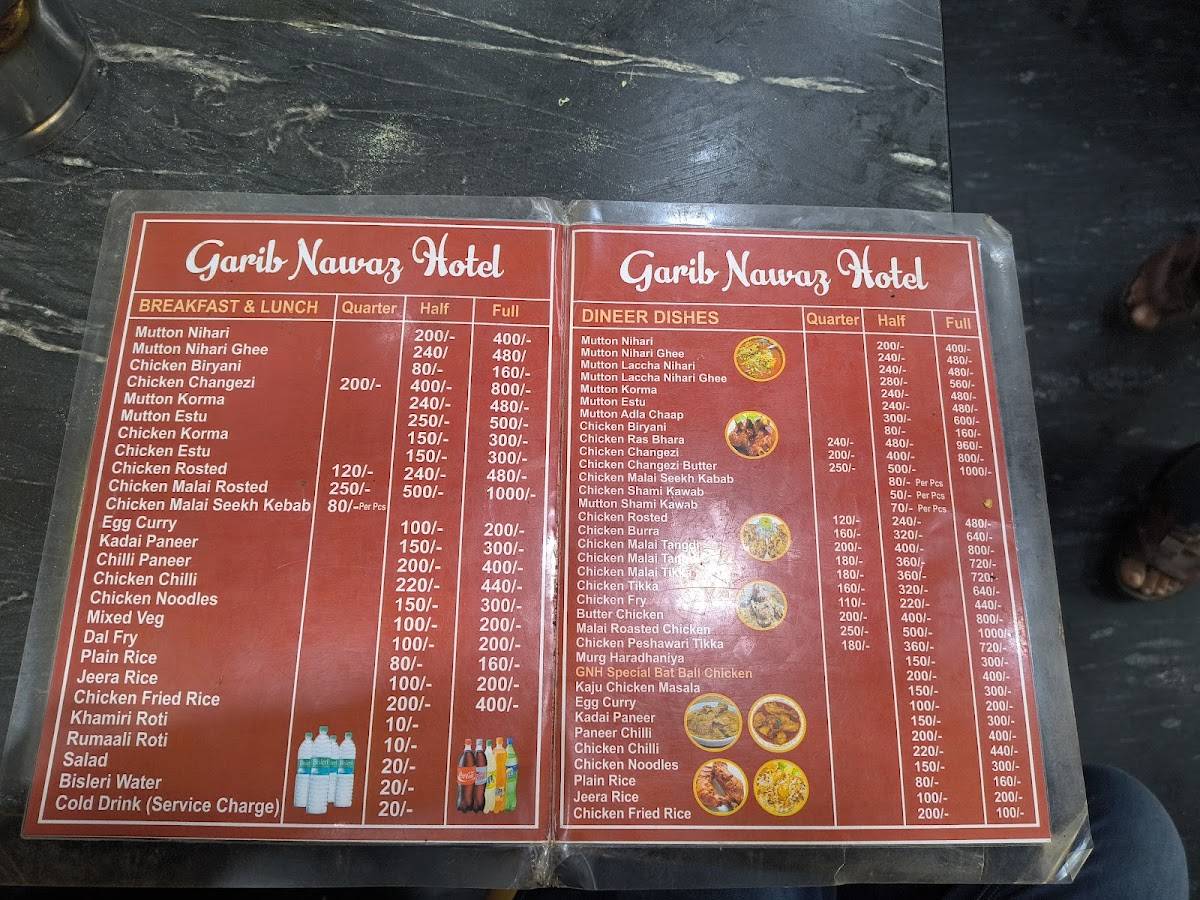 Garib Nawaz Hotel
BREAKFAST & LUNCH Quarter Half Full
Mutton Nihari 200/- 400/-
Mutton Nihari Ghee 240/ 480/
Chicken Biryani 80/- 160/-
Chicken Changezi 200/- 400/- 800/-
Mutton Korma 240/- 480/-
Mutton Estu 250/- 500/-
Chicken Korma 150/- 300/-
Chicken Estu 150/- 300/-
Chicken Rosted 120/- 240/- 480/-
Chicken Malai Rosted 250/- 500/- 1000/-
Chicken Malai Seekh Kebab 80/-Per Pcs
Egg Curry 100/- 200/-
Kadai Paneer 150/- 300/-
Chilli Paneer 200/- 400/-
Chicken Chilli 220/- 440/-
Chicken Noodles 150/- 300/-
Mixed Veg 100/- 200/-
Dal Fry 100/- 200/-
Plain Rice 80/- 160/-
Jeera Rice 100/- 200/-
Chicken Fried Rice 200/- 400/-
Khamiri Roti 10/-
Rumaali Roti 10/-
Salad 20/-
Bisleri Water 20/-
Cold Drink (Service Charge) 20/-
Garib Nawaz Hotel
DINEER DISHES Quarter Half Full
Mutton Nihari 200/- 400/-
Mutton Nihari Ghee 240/- 480/-
Mutton Laccha Nihari 240/- 480/-
Mutton Laccha Nihari Ghee 280/- 560/-
Mutton Korma 240/- 480/-
Mutton Estu 240/- 480/-
Mutton Adla Chaap 300/- 600/-
Chicken Biryani 80/- 160/-
Chicken Ras Bhara 240/- 480/- 960/-
Chicken Changezi 200/- 400/- 800/-
Chicken Changezi Butter 250/- 500/- 1000/-
Chicken Malai Seekh Kabab 80/- Per Pcs
Chicken Shami Kawab 50/- Per Pcs
Mutton Shami Kawab 70/- Per Pcs
Chicken Rosted 120/- 240/- 480/-
Chicken Burra 160/- 320/- 640/-
Chicken Malai Tangdi 200/- 400/- 800/-
Chicken Malai 180/- 360/- 720/-
Chicken Malai Tikka 180/- 360/- 720/-
Chicken Tikka 160/- 320/- 640/-
Chicken Fry 110/- 220/- 440/-
Butter Chicken 200/- 400/- 800/-
Malai Roasted Chicken 250/- 500/- 1000/-
Chicken Peshawari Tikka 180/- 360/- 720/-
Murg Haradhaniya 150/- 300/-
GNH Special Bat Ball Chicken 200/- 400/-
Kaju Chicken Masala 150/- 300/-
Egg Curry 100/- 200/-
Kadai Paneer 150/- 300/-
Paneer Chilli 200/- 400/-
Chicken Chilli 220/- 440/-
Chicken Noodles 150/- 300/-
Plain Rice 80/- 160/-
Jeera Rice 100/- 200/-
Chicken Fried Rice 200/- 100/-